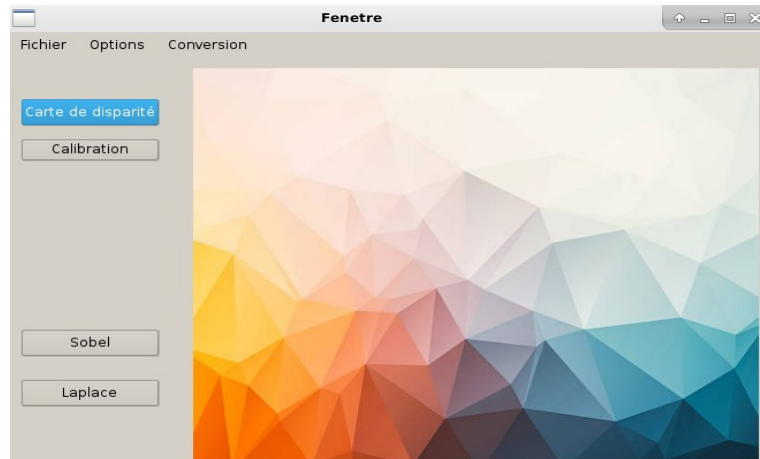 Fenetre
Fichier Options Conversion
Carte de disparité
Calibration
Sobel
Laplace